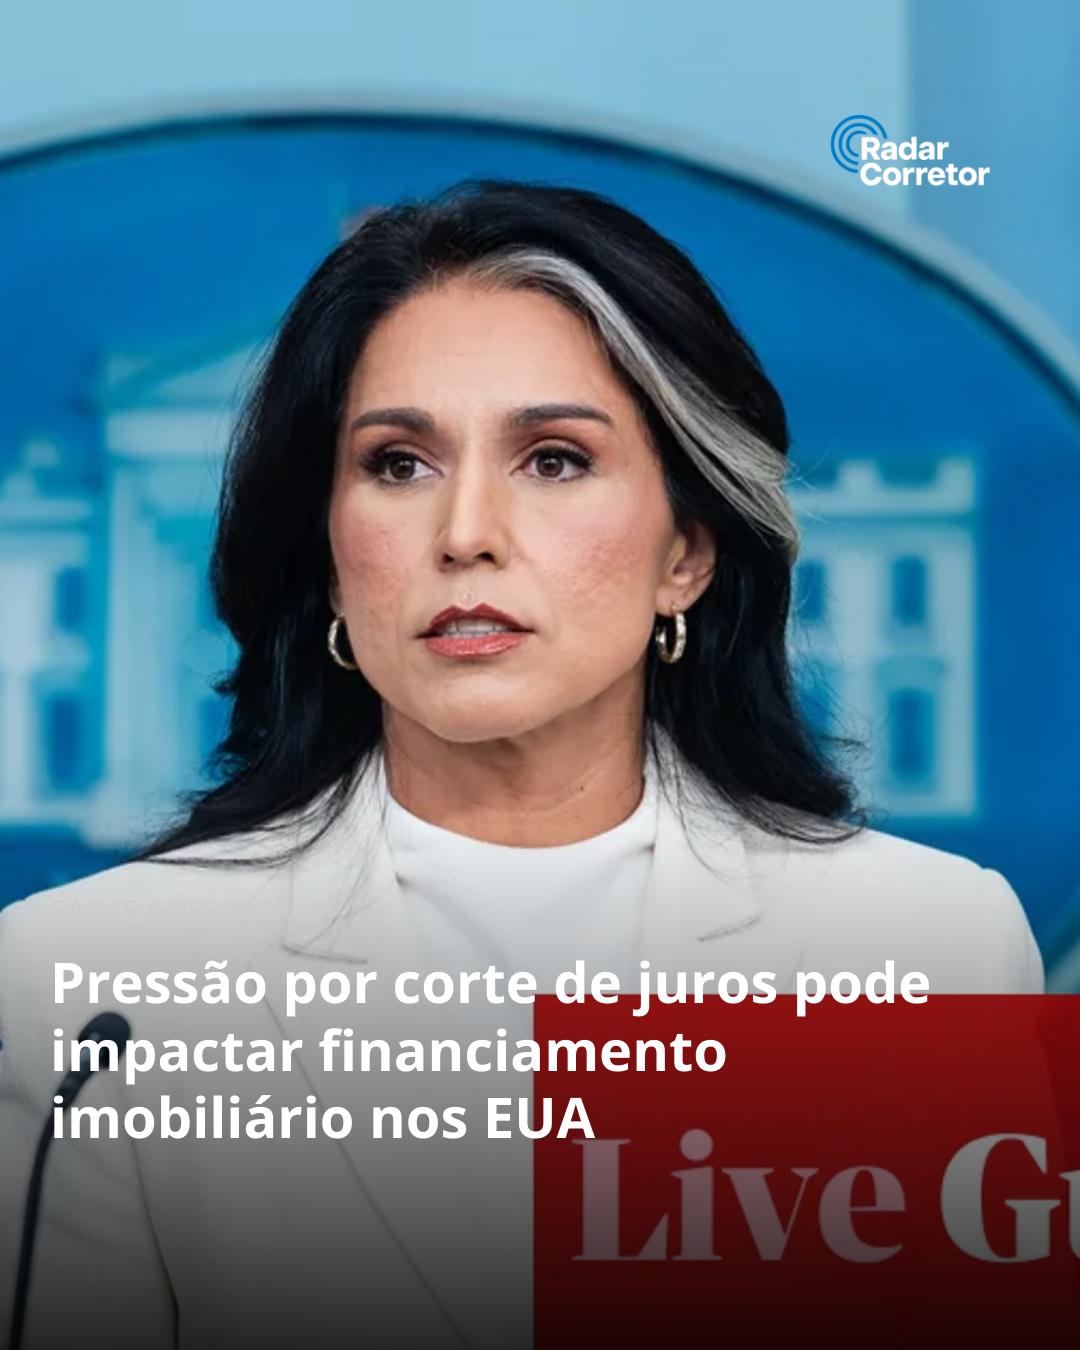 Radar
Corretor
RADAR CORRETOR
Pressão por corte de juros pode
impactar financiamento
imobiliário nos EUA
Live